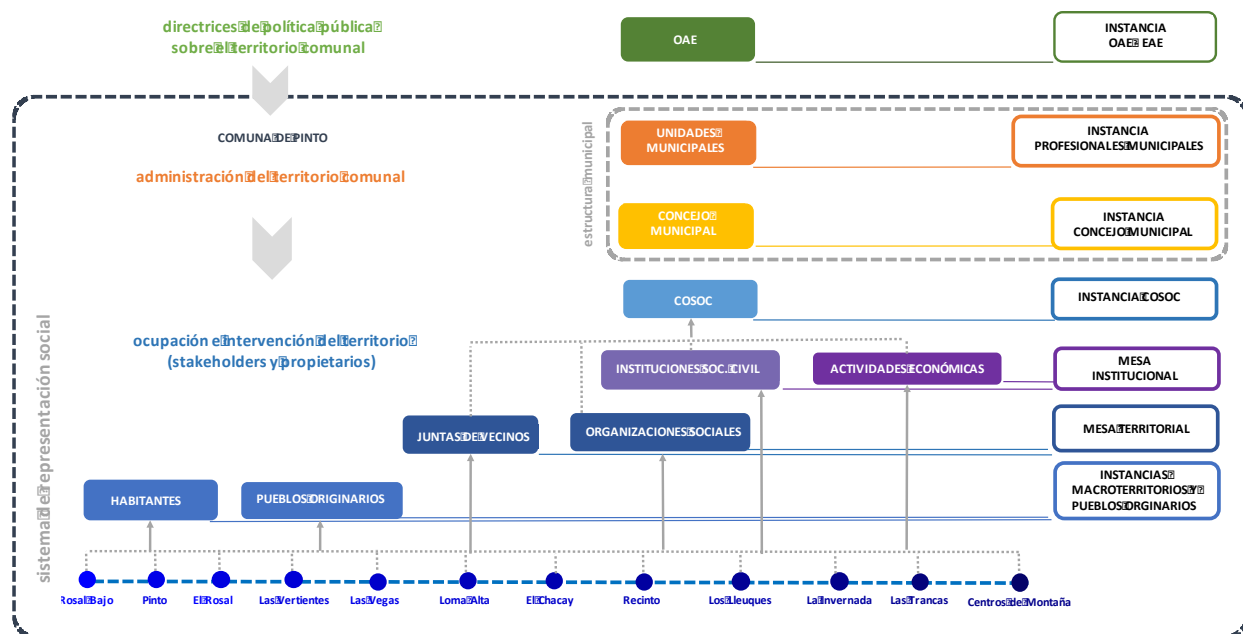 directrices de política pública
sobre el territorio comunal
OAE
INSTANCIA
OAE - EAE
COMUNA DE PINTO
administración del territorio comunal
estructura municipal
UNIDADES
MUNICIPALES
INSTANCIA
PROFESIONALES MUNICIPALES
CONCEJO
MUNICIPAL
INSTANCIA
CONCEJO MUNICIPAL
sistema de representación social
ocupación e intervención del territorio
(stakeholders y propietarios)
COSOC
INSTANCIA COSOC
INSTITUCIONES SOC. CIVIL
ACTIVIDADES ECONÓMICAS
MESA
INSTITUCIONAL
JUNTAS DE VECINOS
ORGANIZACIONES SOCIALES
MESA TERRITORIAL
HABITANTES
PUEBLOS ORIGINARIOS
INSTANCIAS
MACROTERRITORIOS Y
PUEBLOS ORGINARIOS
Rosal Bajo
Pinto
El Rosal
Las Vertientes
Las Vegas
Loma Alta
El Chacay
Recinto
Los Lleuques
La Invernada
Las Trancas
Centros de Montaña